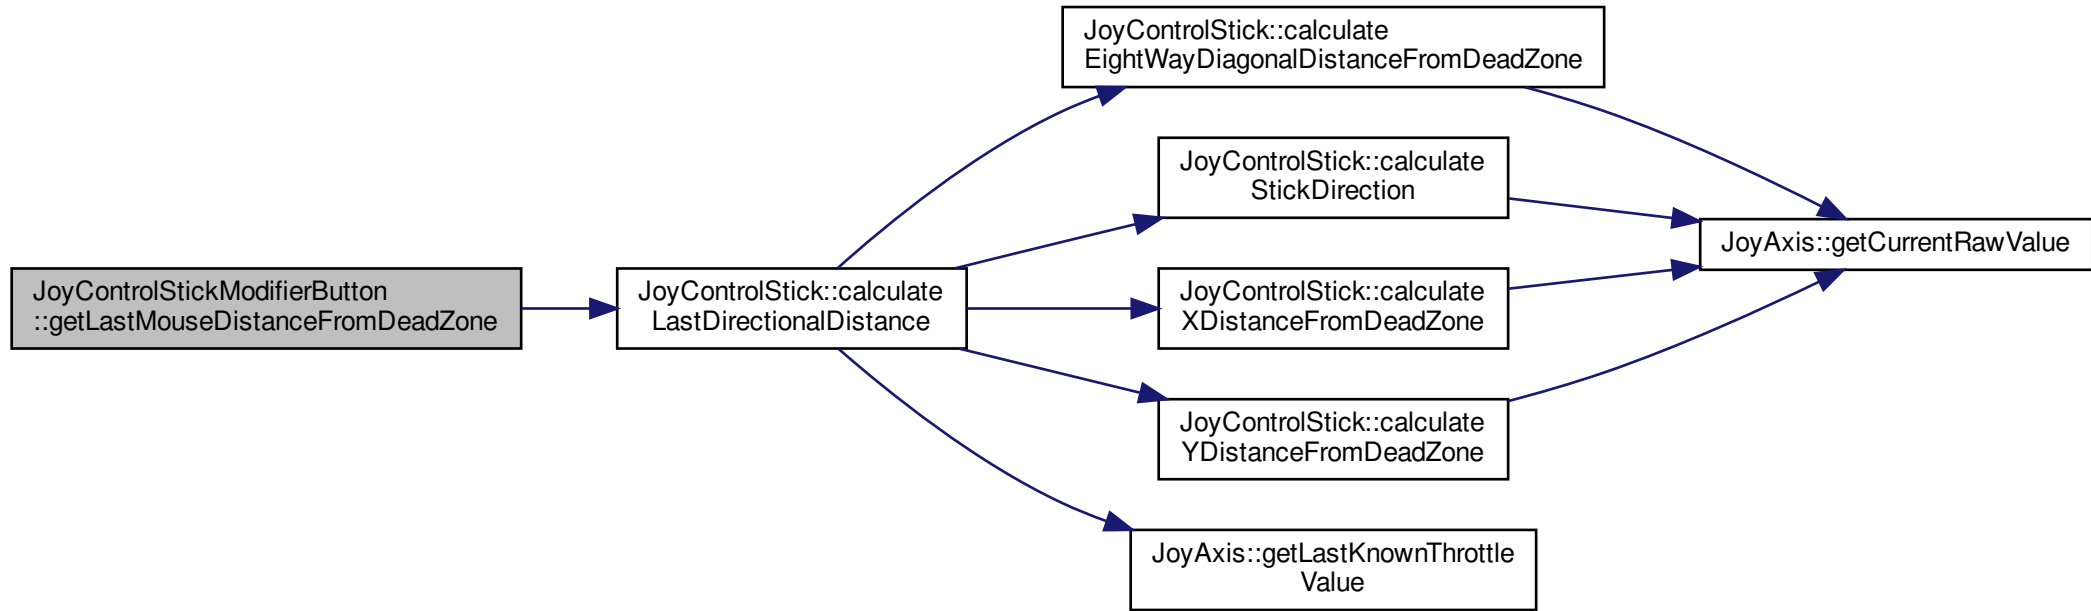 JoyControlStickModifierButton
::getLastMouseDistanceFromDeadZone
JoyControlStick::calculate
LastDirectionalDistance
JoyControlStick::calculate
EightWayDiagonalDistanceFromDeadZone
JoyControlStick::calculate
StickDirection
JoyControlStick::calculate
XDistanceFromDeadZone
JoyControlStick::calculate
YDistanceFromDeadZone
JoyAxis::getLastKnownThrottle
Value
JoyAxis::getCurrentRawValue